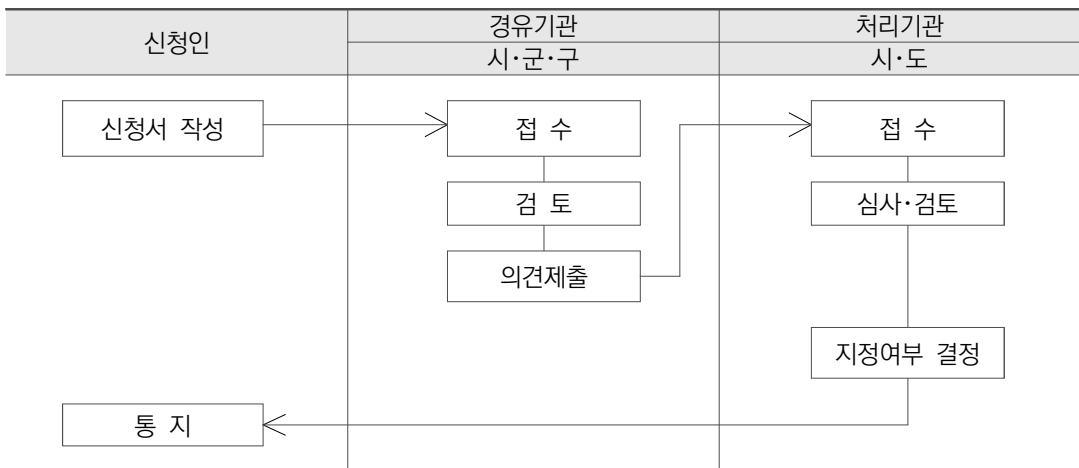 신청인
경유기관
처리기관
시·군·구
시·도
신청서 작성
접 수
접 수
검 토
심사·검토
의견제출
지정여부 결정
통 지